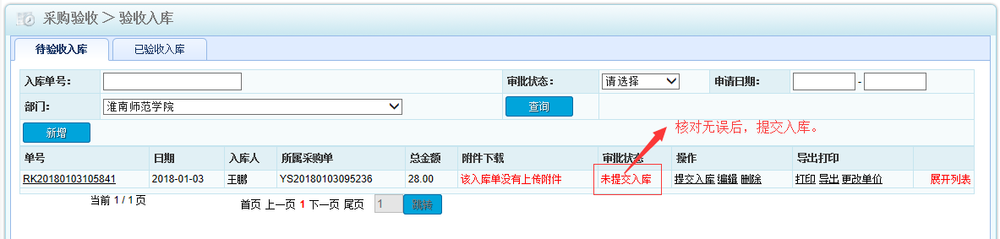 采购验收 > 验收入库
待验收入库 已验收入库
入库单号： 审批状态： 请选择 申请日期： -
部门： 淮南师范学院 查询
新增
核对无误后，提交入库。
单号 日期 入库人 所属采购单 总金额 附件下载 审批状态 操作 导出打印
RK20180103105841 2018-01-03 王鹏 YS20180103095236 28.00 该入库单没有上传附件 未提交入库 提交入库 编辑 删除 打印 导出 更改单价 展开列表
当前 1 / 1 页 首页 上一页 1 下一页 尾页 1 跳转